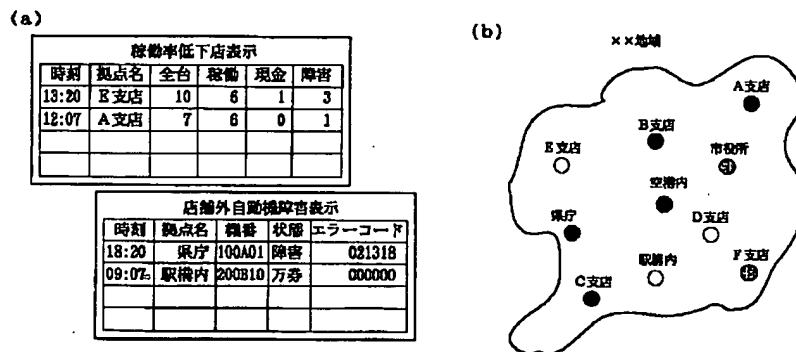 (a)
稼働率低下店表示
時刻 拠点名 全台 稼働 現金 障害
13:20 E支店 10 6 1 3
12:07 A支店 7 6 0 1
店舗外自動機障害表示
時刻 拠点名 機番 状態 エラーコード
18:20 県庁 100A01 障害 021318
09:07 駅構内 200B10 万券 000000
(b)
××地域
A支店
B支店
E支店
市役所
空港内
県庁
D支店
駅構内
F支店
C支店